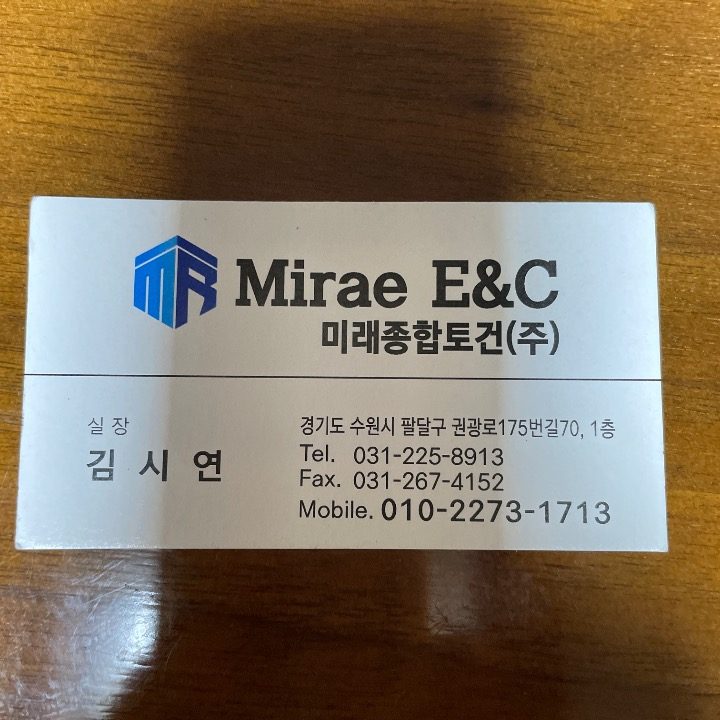 MR Mirae E&C
미래종합토건(주)
실장
김시연
경기도 수원시 팔달구 권광로175번길70, 1층
Tel. 031-225-8913
Fax. 031-267-4152
Mobile. 010-2273-1713